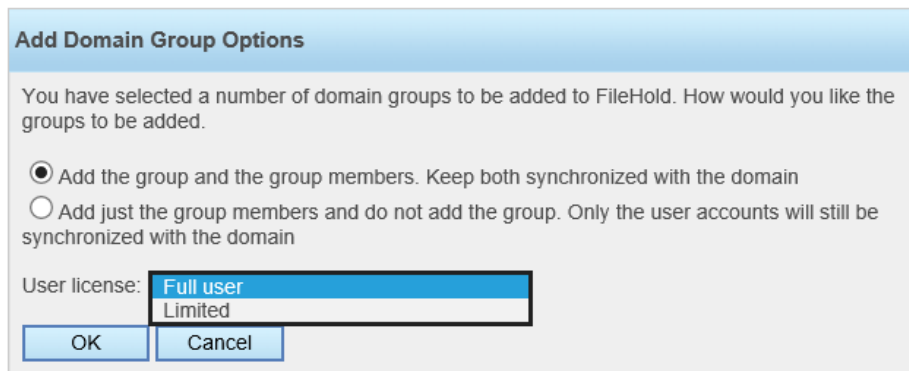 Add Domain Group Options
You have selected a number of domain groups to be added to FileHold. How would you like the
groups to be added.
Add the group and the group members. Keep both synchronized with the domain
Add just the group members and do not add the group. Only the user accounts will still be
synchronized with the domain
User license: Full user
Limited
OK Cancel